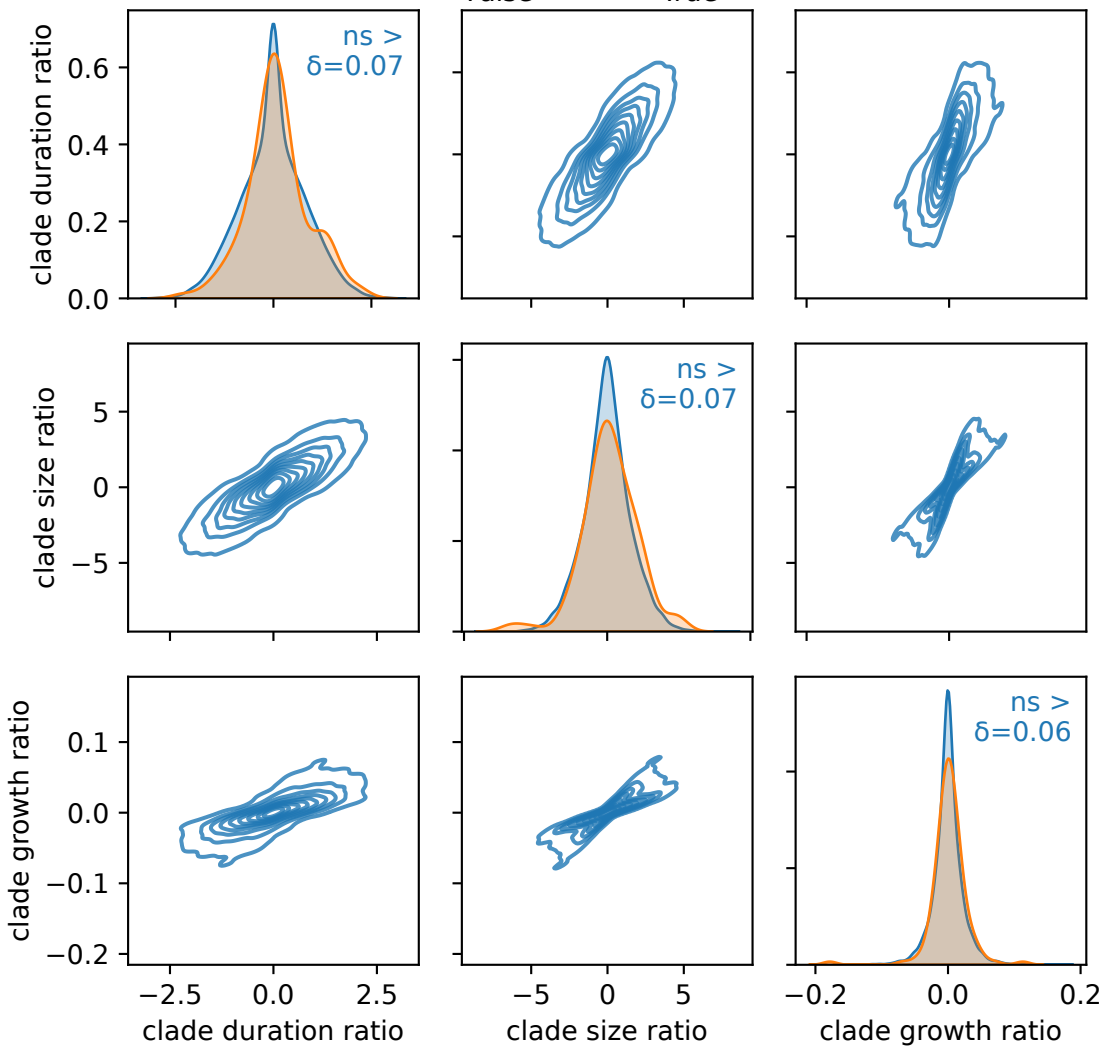 ns >
δ=0.07
clade duration ratio
0.6
0.4
0.2
0.0
ns >
δ=0.07
clade size ratio
5
0
−5
ns >
δ=0.06
clade growth ratio
0.1
0.0
−0.1
−0.2
−2.5 0.0 2.5
−5 0 5
−0.2 0.0 0.2
clade duration ratio
clade size ratio
clade growth ratio